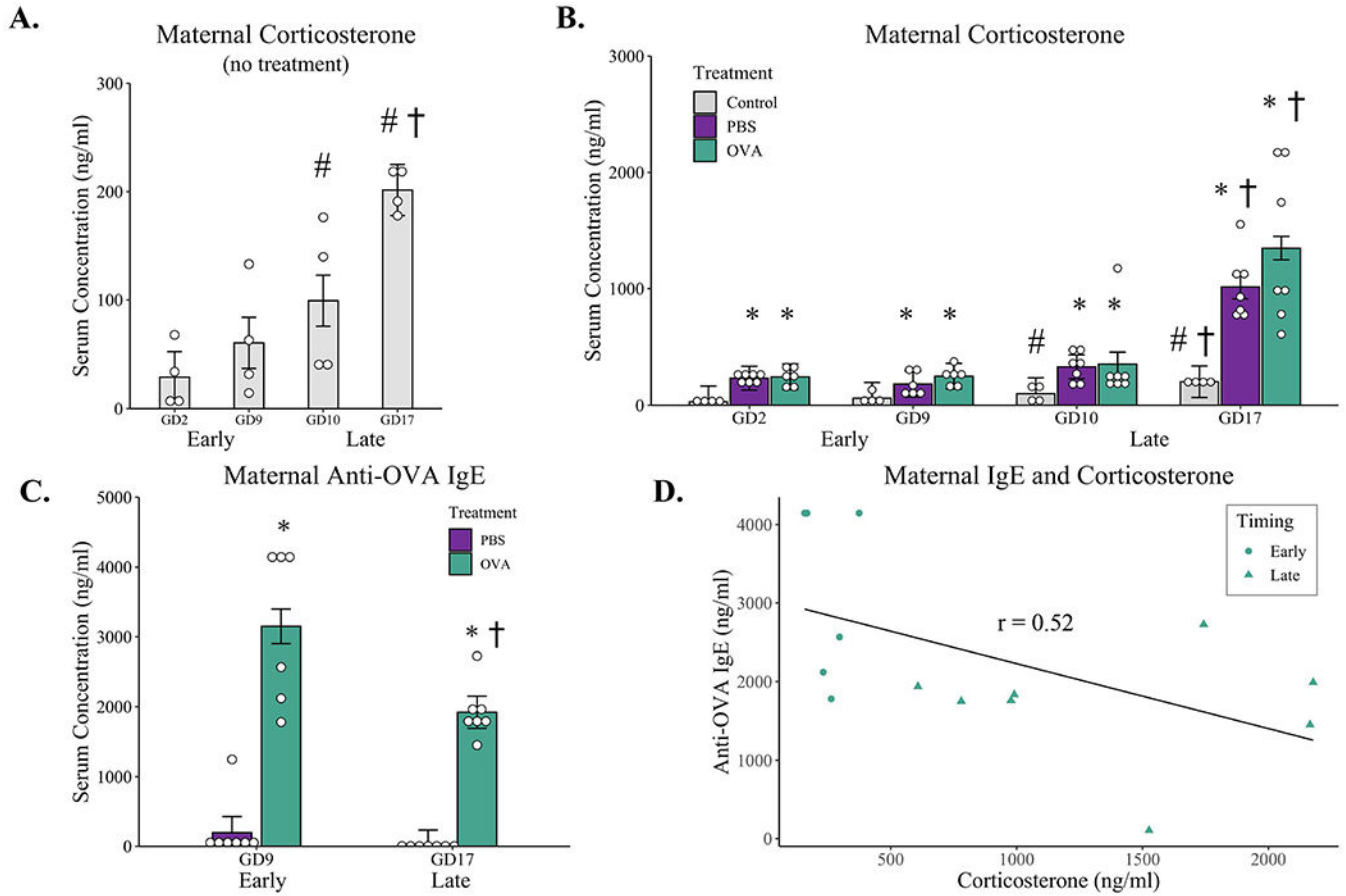 A.
Maternal Corticosterone
(no treatment)
Serum Concentration (ng/ml)
300
200
100
0
#
# †
GD2 GD9 GD10 GD17
Early Late
B.
Maternal Corticosterone
Serum Concentration (ng/ml)
3000
2000
1000
0
Treatment
Control
PBS
OVA
* †
* †
* * * * * *
# # †
GD2 GD9 GD10 GD17
Early Late
C.
Maternal Anti-OVA IgE
Serum Concentration (ng/ml)
5000
4000
3000
2000
1000
0
Treatment
PBS
OVA
*
* †
GD9 GD17
Early Late
D.
Maternal IgE and Corticosterone
Anti-OVA IgE (ng/ml)
4000
3000
2000
1000
0
Timing
Early
Late
r = 0.52
500 1000 1500 2000
Corticosterone (ng/ml)